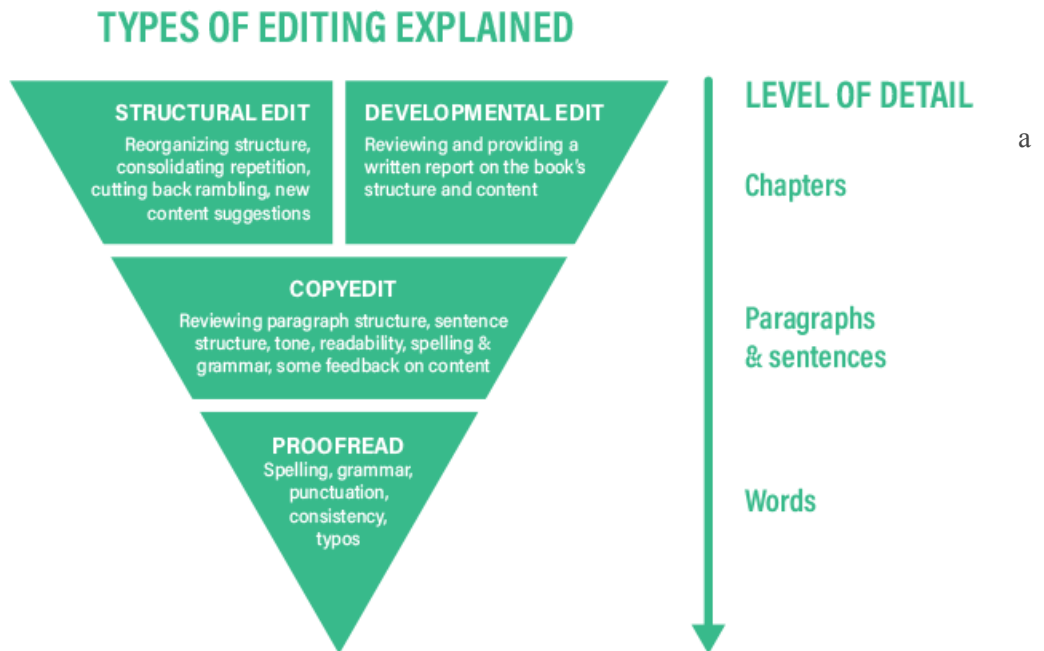 TYPES OF EDITING EXPLAINED
STRUCTURAL EDIT
Reorganizing structure,
consolidating repetition,
cutting back rambling, new
content suggestions
DEVELOPMENTAL EDIT
Reviewing and providing a
written report on the book's
structure and content
COPYEDIT
Reviewing paragraph structure, sentence
structure, tone, readability, spelling &
grammar, some feedback on content
PROOFREAD
Spelling, grammar,
punctuation,
consistency,
typos
LEVEL OF DETAIL
a
Chapters
Paragraphs
& sentences
Words